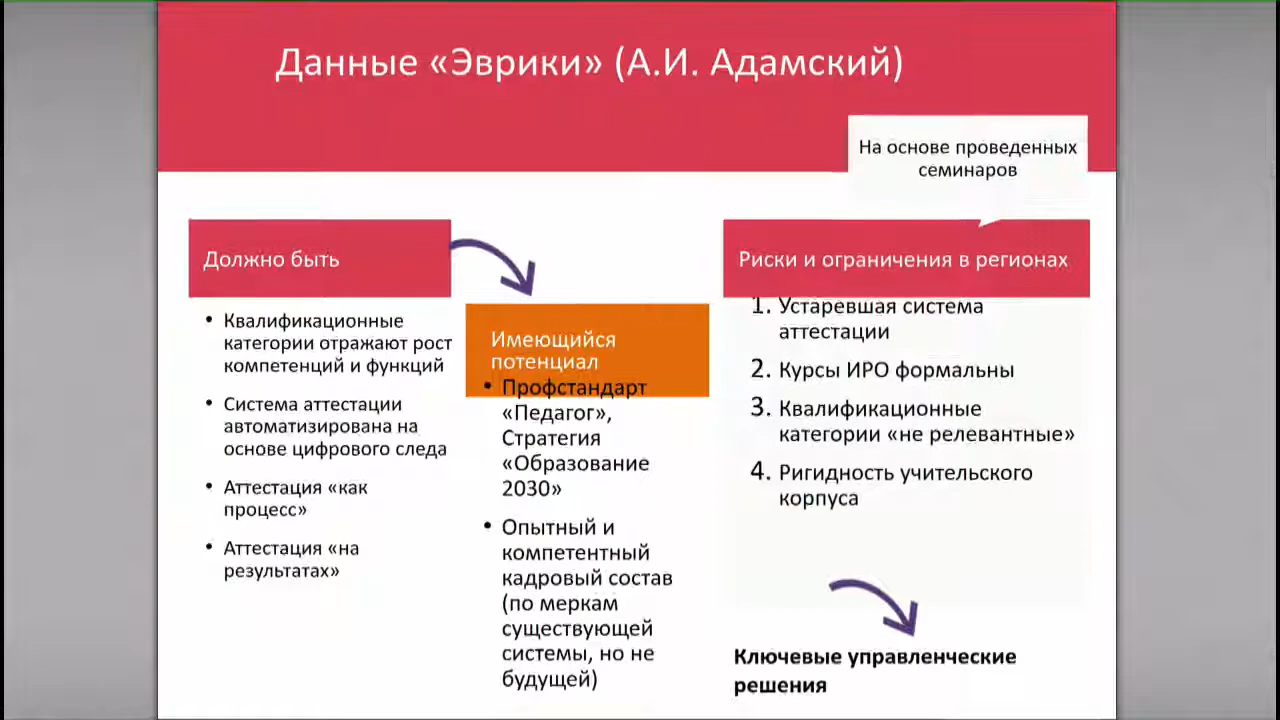 Данные «Эврики» (А.И. Адамский)
На основе проведенных
семинаров
Должно быть
• Квалификационные
категории отражают рост
компетенций и функций
• Система аттестации
автоматизирована на
основе цифрового следа
• Аттестация «как
процесс»
• Аттестация «на
результатах»
Имеющийся
потенциал
• Профстандарт
«Педагог»,
Стратегия
«Образование
2030»
• Опытный и
компетентный
кадровый состав
(по меркам
существующей
системы, но не
будущей)
Риски и ограничения в регионах
1. Устаревшая система
аттестации
2. Курсы ИРО формальны
3. Квалификационные
категории «не релевантные»
4. Ригидность учительского
корпуса
Ключевые управленческие
решения